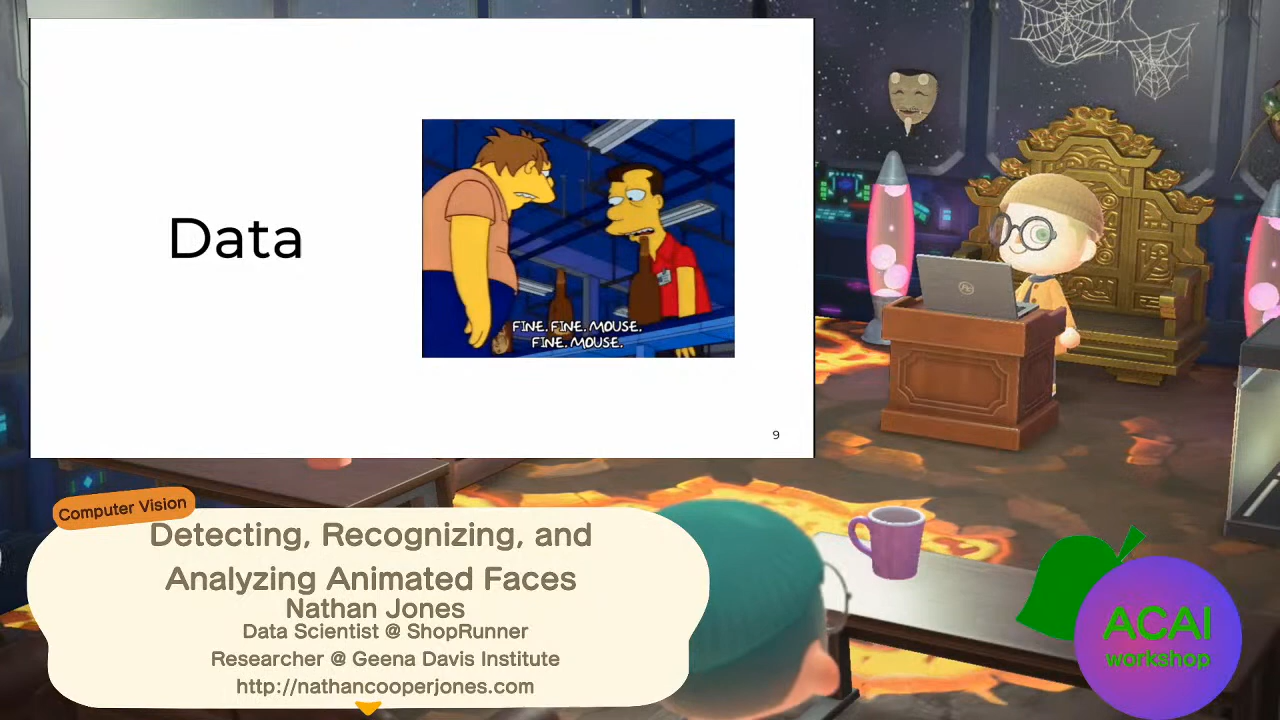 Data
FINE. FINE. MOUSE.
FINE. MOUSE.
9
Computer Vision
Detecting, Recognizing, and
Analyzing Animated Faces
Nathan Jones
Data Scientist @ ShopRunner
Researcher @ Geena Davis Institute
http://nathancooperjones.com
ACAI
workshop